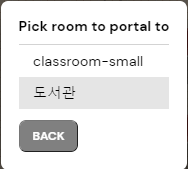 Pick room to portal to
classroom-small
도서관
BACK